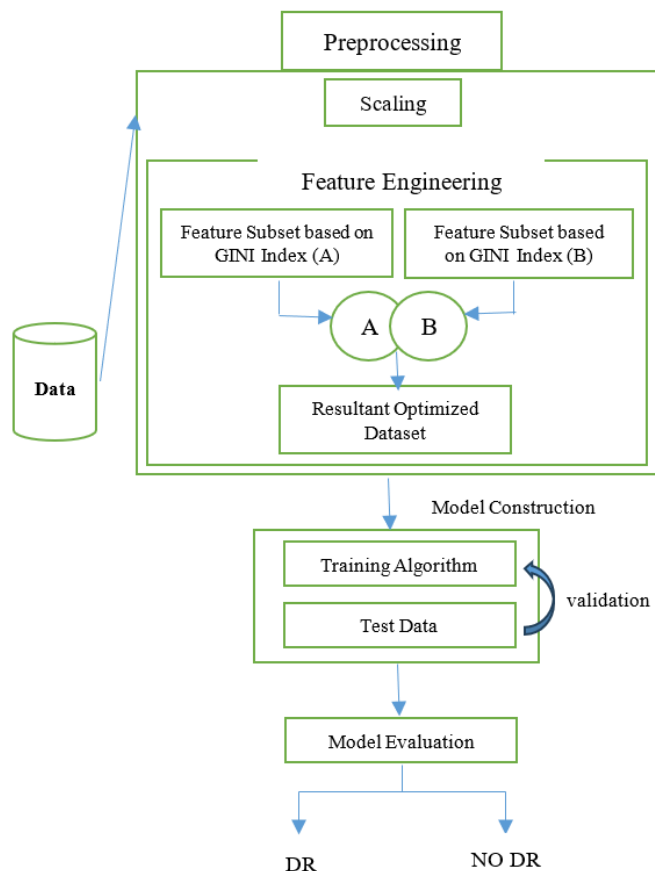 Preprocessing
Scaling
Feature Engineering
Feature Subset based on
GINI Index (A)
Feature Subset based
on GINI Index (B)
A
B
Data
Resultant Optimized
Dataset
Model Construction
Training Algorithm
validation
Test Data
Model Evaluation
DR
NO DR